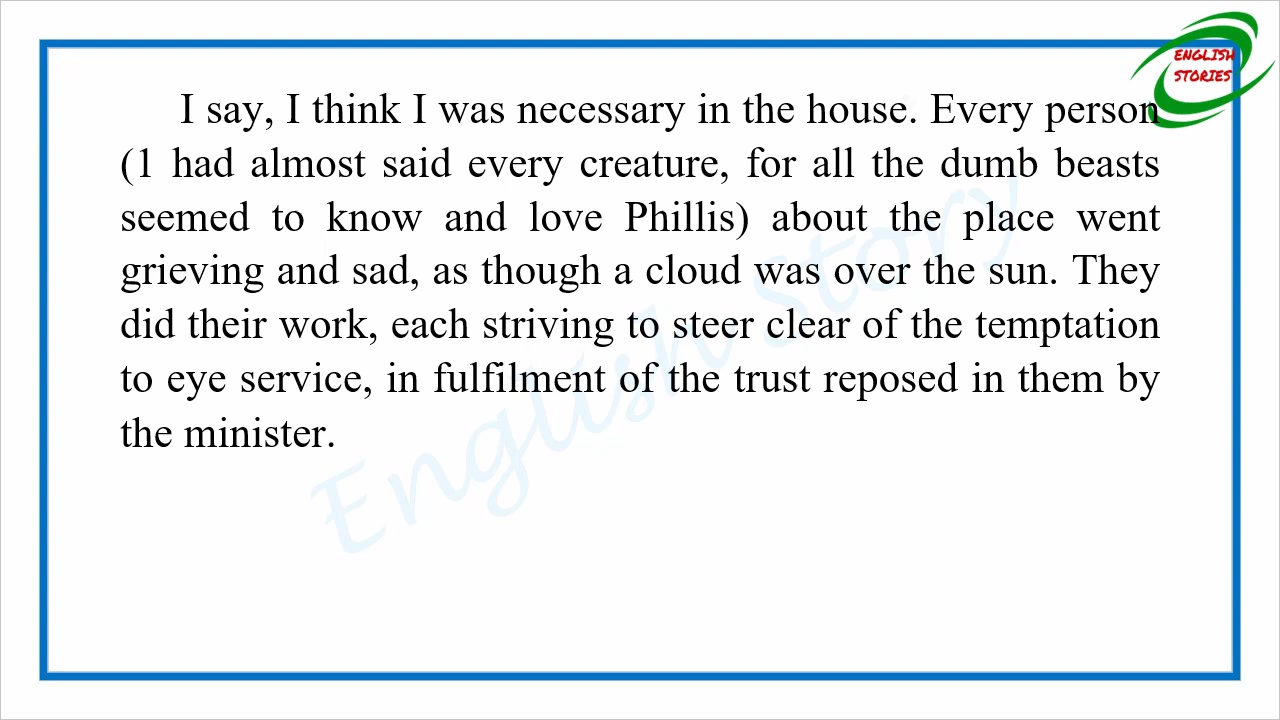 ENGLISH
STORIES
I say, I think I was necessary in the house. Every person
(1 had almost said every creature, for all the dumb beasts
seemed to know and love Phillis) about the place went
grieving and sad, as though a cloud was over the sun. They
did their work, each striving to steer clear of the temptation
to eye service, in fulfilment of the trust reposed in them by
the minister.
English Story